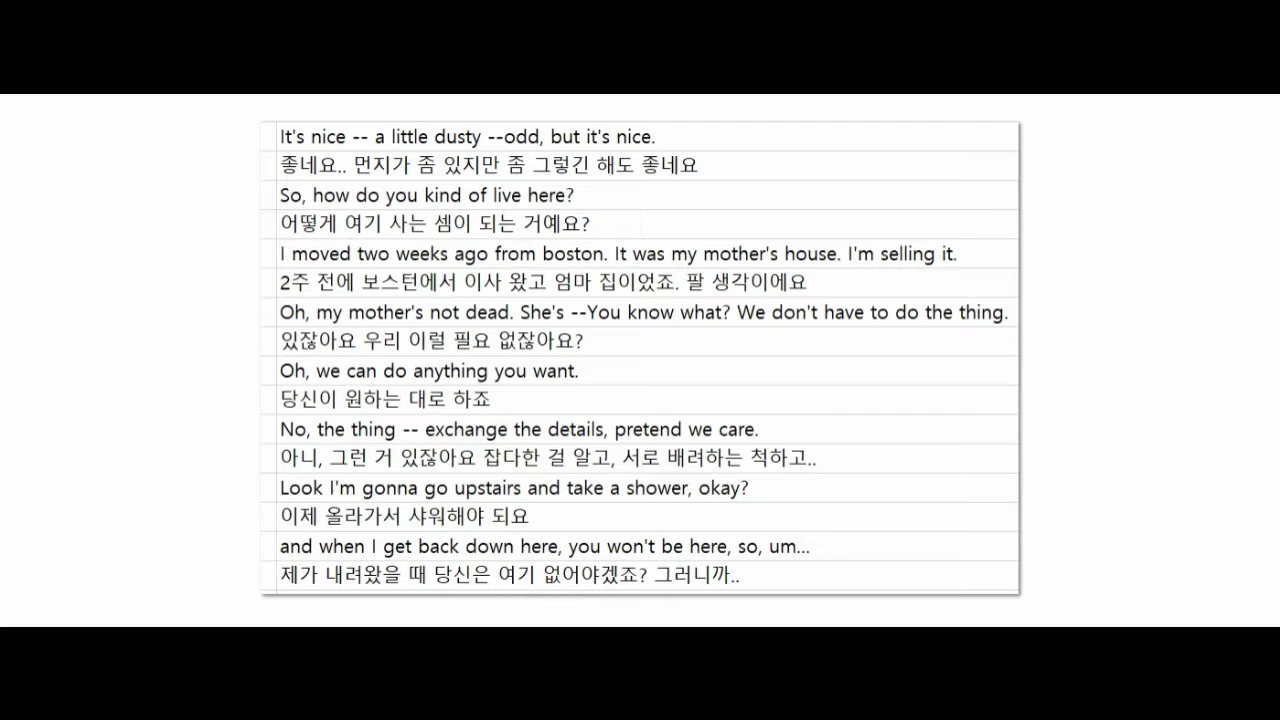 It's nice -- a little dusty --odd, but it's nice.
좋네요.. 먼지가 좀 있지만 좀 그렇긴 해도 좋네요
So, how do you kind of live here?
어떻게 여기 사는 셈이 되는 거예요?
I moved two weeks ago from boston. It was my mother's house. I'm selling it.
2주 전에 보스턴에서 이사 왔고 엄마 집이었죠. 팔 생각이에요
Oh, my mother's not dead. She's --You know what? We don't have to do the thing.
있잖아요 우리 이럴 필요 없잖아요?
Oh, we can do anything you want.
당신이 원하는 대로 하죠
No, the thing -- exchange the details, pretend we care.
아니, 그런 거 있잖아요 잡다한 걸 알고, 서로 배려하는 척하고..
Look I'm gonna go upstairs and take a shower, okay?
이제 올라가서 샤워해야 되요
and when I get back down here, you won't be here, so, um...
제가 내려왔을 때 당신은 여기 없어야겠죠? 그러니까..